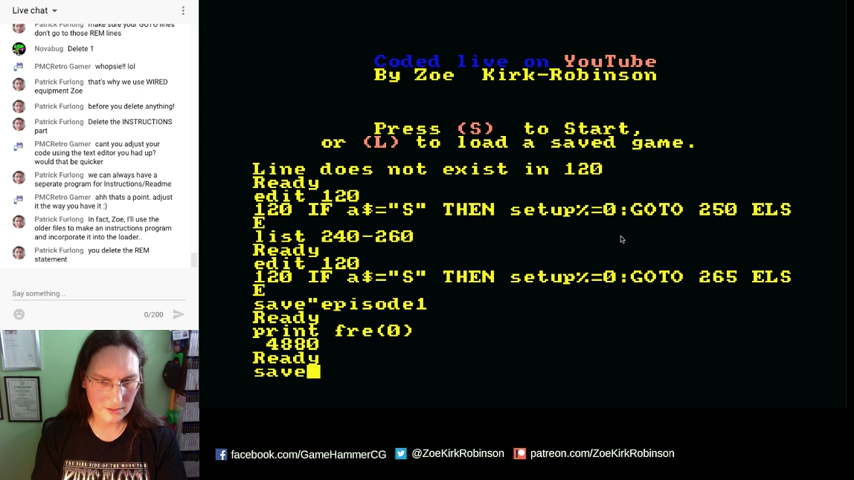 Live chat
Patrick Furlong make sure your GOTO lines
don't go to those REM lines
Novabug Delete 1
PMCRetro Gamer whopsie!! lol
Patrick Furlong that's why we use WIRED
equipment Zoe
Patrick Furlong before you delete anything!
Patrick Furlong Delete the INSTRUCTIONS
part
PMCRetro Gamer cant you adjust your
code using the text editor you had up?
would that be quicker
Patrick Furlong we can always have a
seperate program for Instructions/Readme
PMCRetro Gamer ahh thats a point. adjust
it the way you have it :)
Patrick Furlong In fact, Zoe, I'll use the
older files to make an instructions program
and incorporate it into the loader..
Patrick Furlong you delete the REM
statement
Say something...
0/200
Coded live on YouTube
By Zoe Kirk-Robinson
Press (S) to Start,
or (L) to load a saved game.
Line does not exist in 120
Ready
edit 120
120 IF a$="S" THEN setup%=0:GOTO 250 ELS
E
list 240-260
Ready
edit 120
120 IF a$="S" THEN setup%=0:GOTO 265 ELS
E
save"episode1
Ready
print fre(0)
4880
Ready
save
facebook.com/GameHammerCG @ZoeKirkRobinson patreon.com/ZoeKirkRobinson